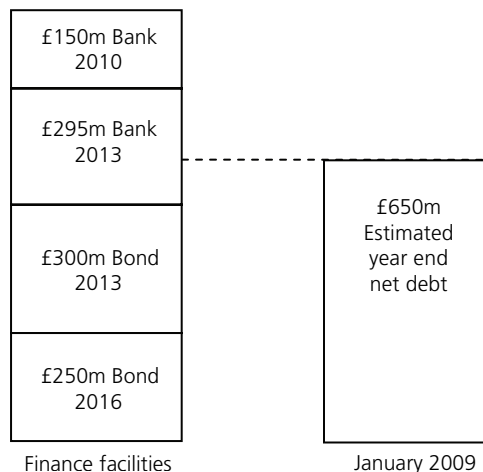 £150m Bank
2010
£295m Bank
2013
£300m Bond
2013
£250m Bond
2016
Finance facilities
£650m
Estimated
year end
net debt
January 2009